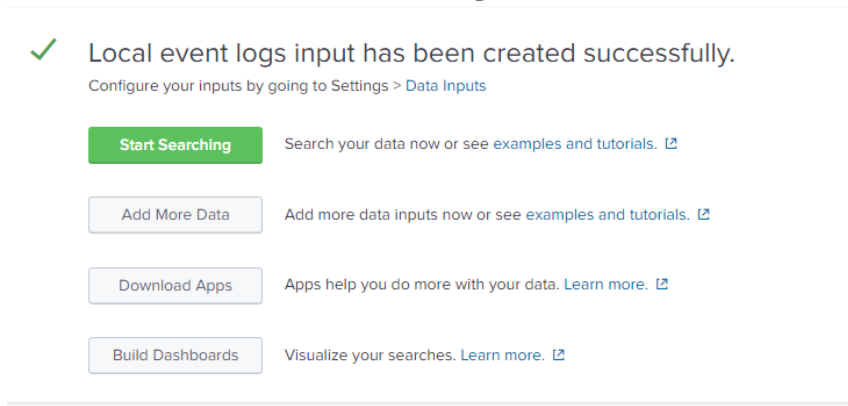 Local event logs input has been created successfully.
Configure your inputs by going to Settings > Data Inputs
Start Searching Search your data now or see examples and tutorials.
Add More Data Add more data inputs now or see examples and tutorials.
Download Apps Apps help you do more with your data. Learn more.
Build Dashboards Visualize your searches. Learn more.